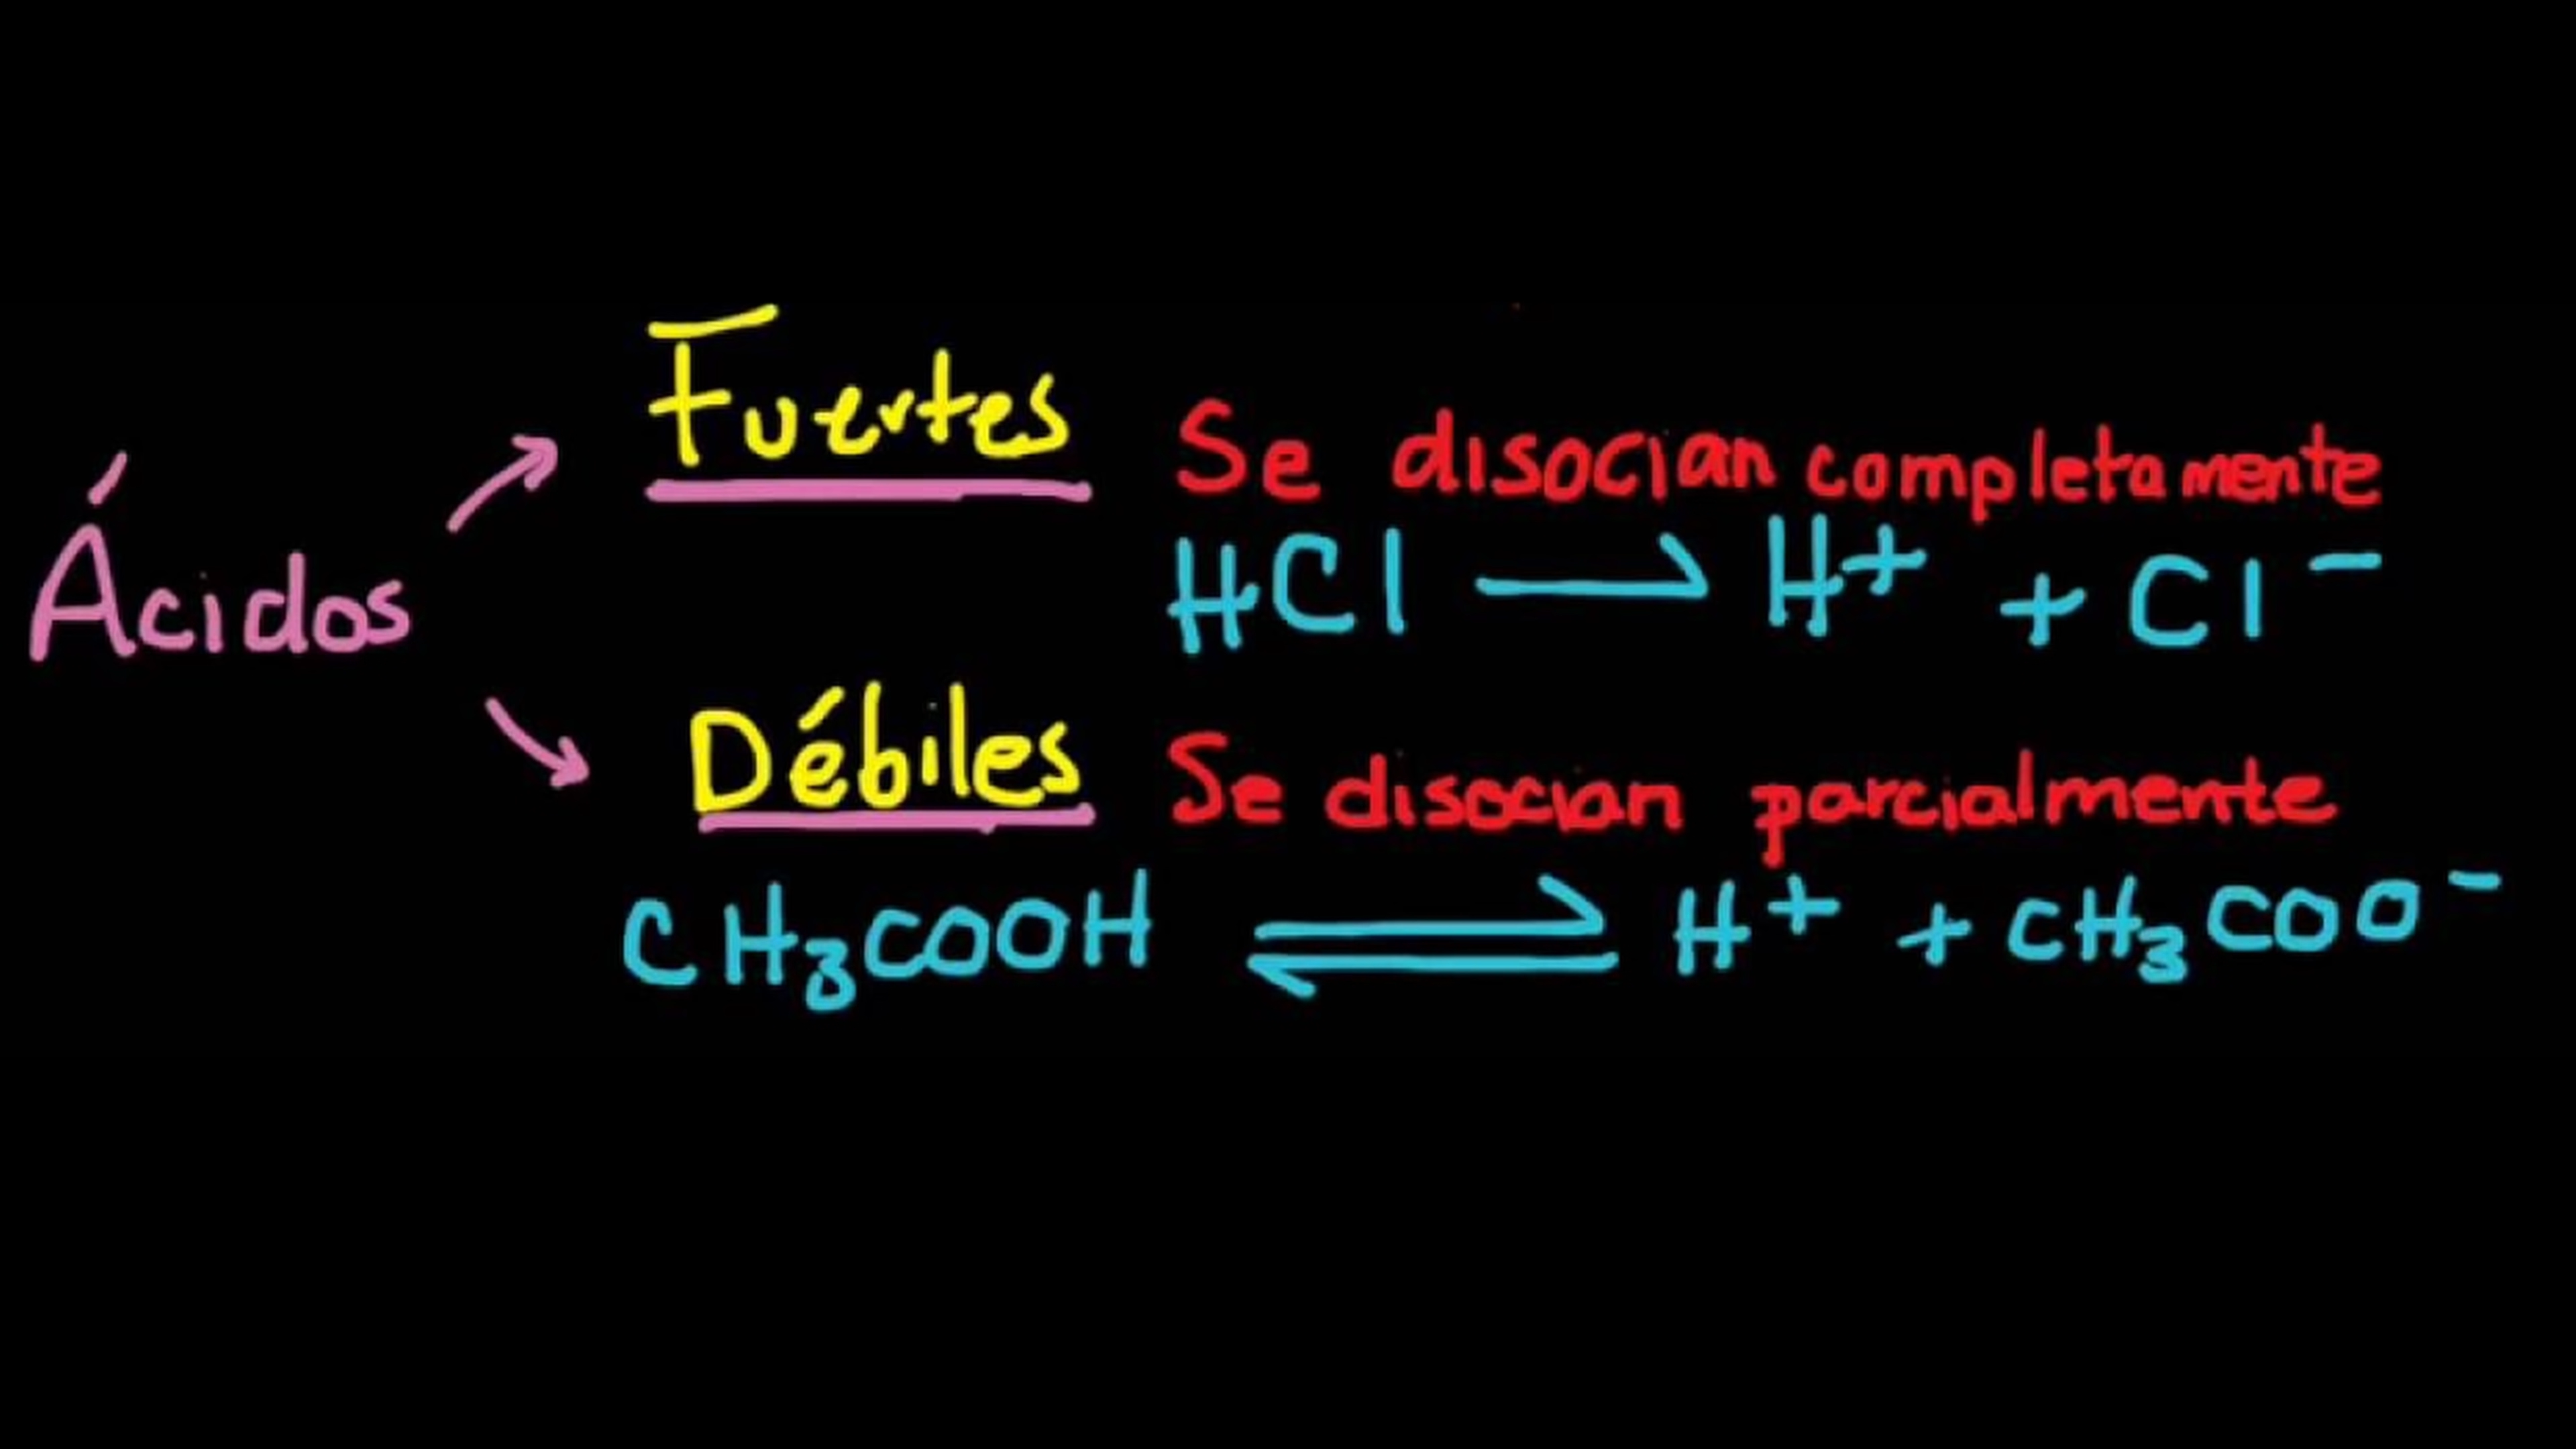 Ácidos
Fuertes
Se disocian completamente
HCl ⟶ H⁺ + Cl⁻
Débiles
Se disocian parcialmente
CH₃COOH ⇌ H⁺ + CH₃COO⁻